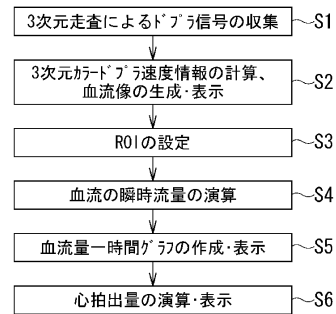 3次元走査によるﾄﾞﾌﾟﾗ信号の収集 S1
3次元ｶﾗｰﾄﾞﾌﾟﾗ速度情報の計算、
血流像の生成･表示 S2
ROIの設定 S3
血流の瞬時流量の演算 S4
血流量ー時間ｸﾞﾗﾌの作成･表示 S5
心拍出量の演算･表示 S6